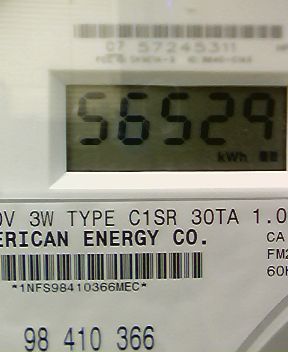 G7 57245311
56529
kWh
0V 3W TYPE C1SR 30TA 1.0
ERICAN ENERGY CO.
CA
FM2
60H
*1NFS98410366MEC*
98 410 366